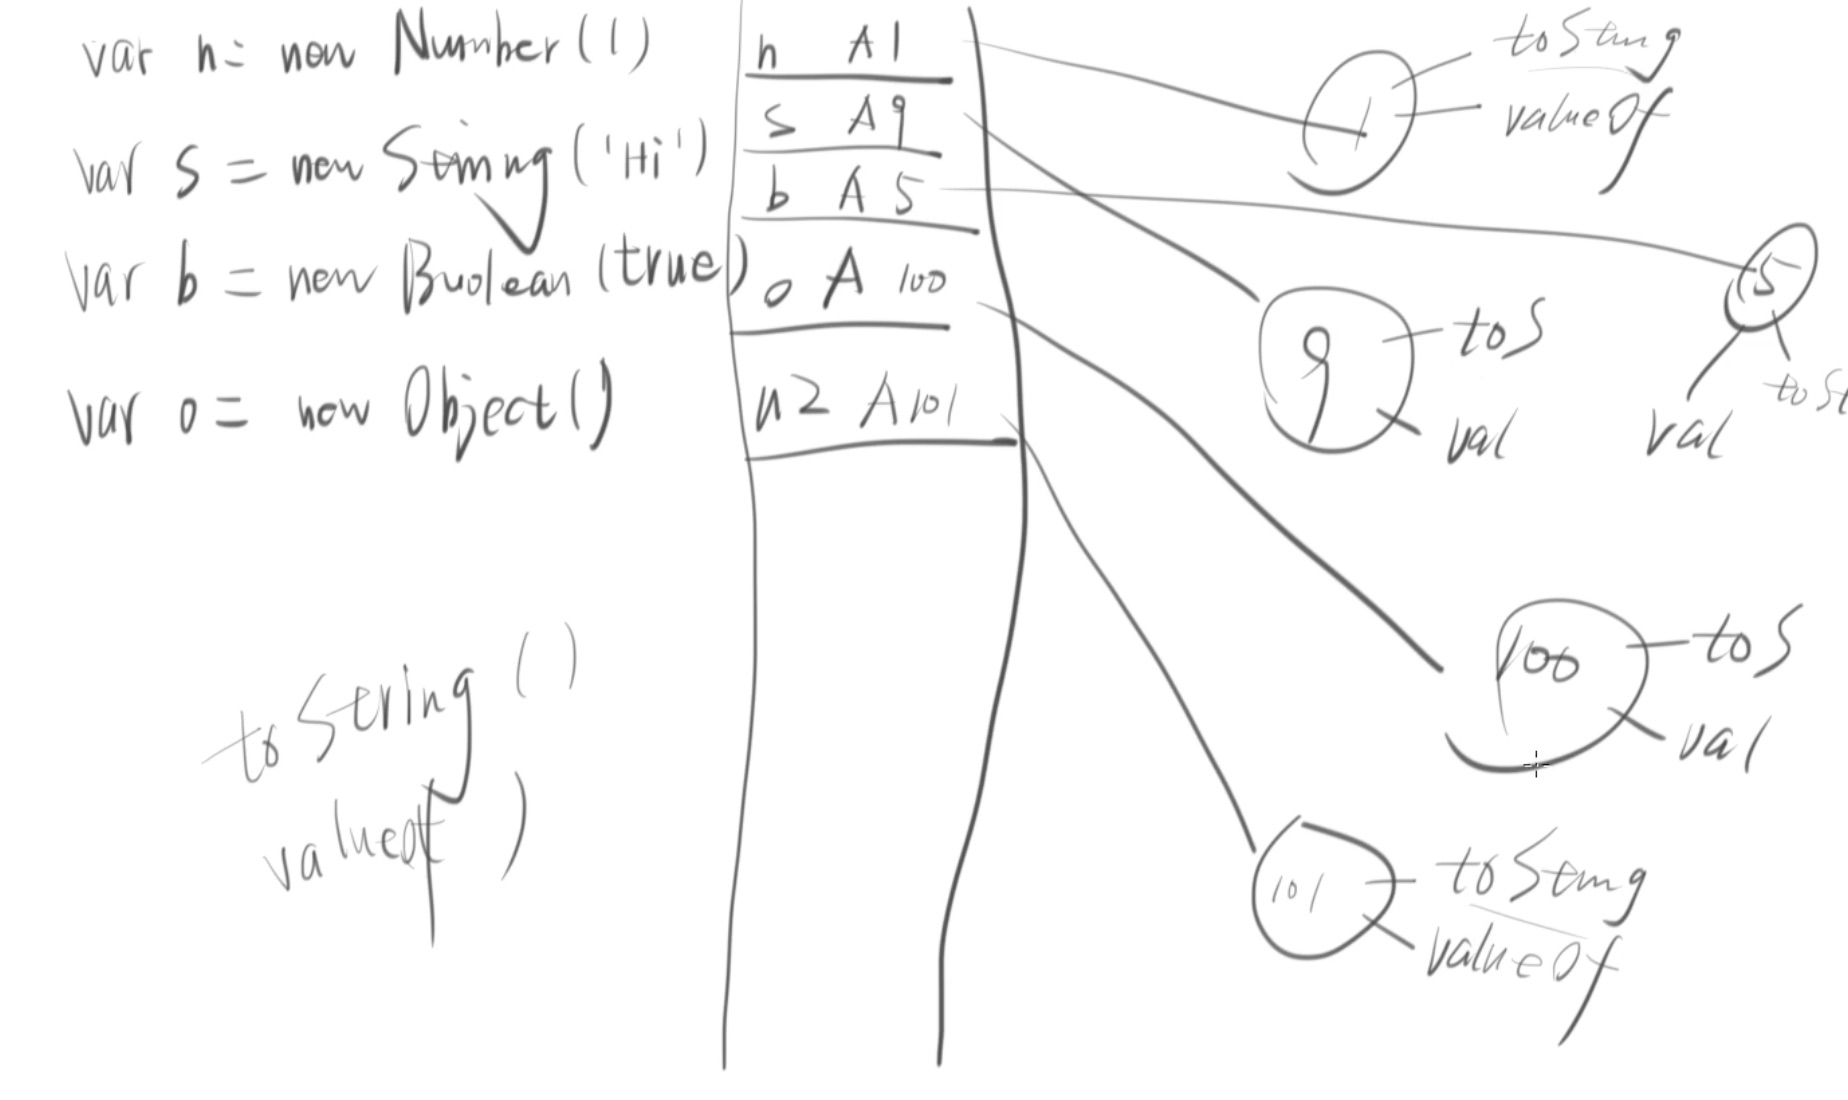 var n = new Number(1)
var s = new String('Hi')
var b = new Boolean(true)
var o = new Object()
toString()
valueOf()
n A1
s A9
b A5
o A100
n2 A101
1
toString
valueOf
5
val
toSt
9
toS
val
100
toS
val
101
toString
valueOf